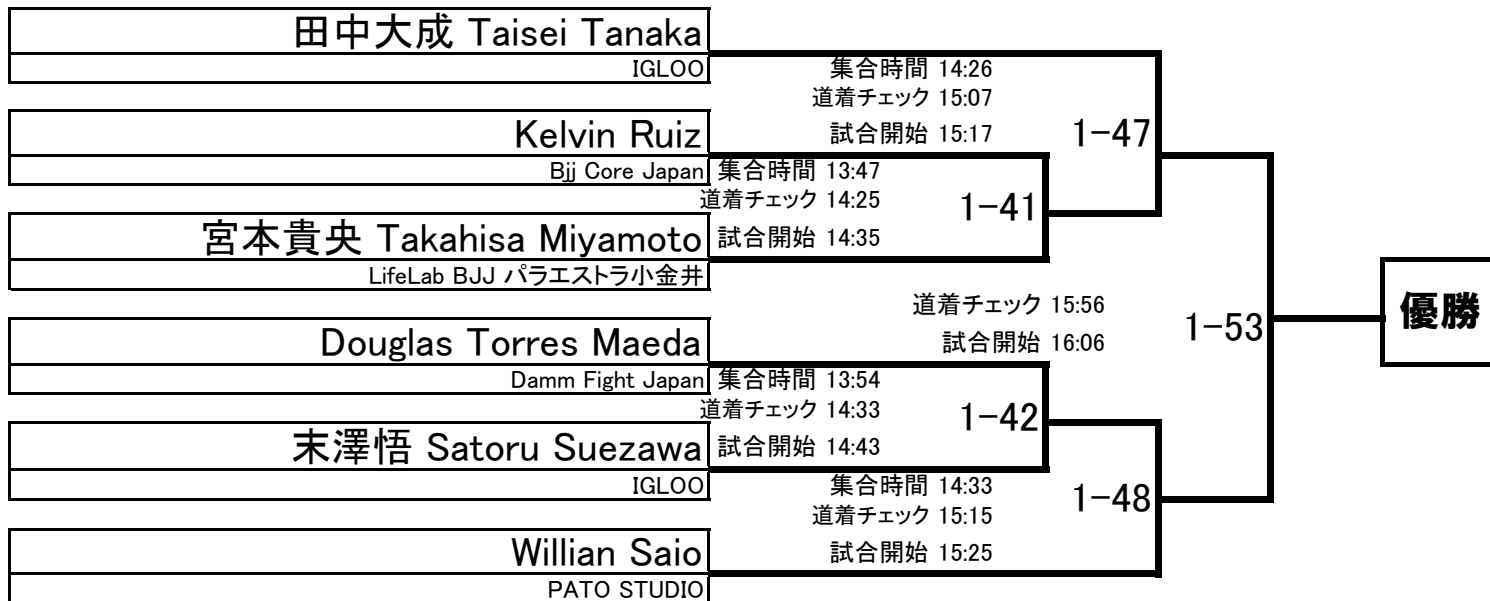 田中大成 Taisei Tanaka
IGLOO
集合時間 14:26
道着チェック 15:07
Kelvin Ruiz
試合開始 15:17
1-47
Bjj Core Japan
集合時間 13:47
道着チェック 14:25
1-41
宮本貴央 Takahisa Miyamoto
試合開始 14:35
LifeLab BJJ パラエストラ小金井
道着チェック 15:56
試合開始 16:06
1-53
優勝
Douglas Torres Maeda
Damm Fight Japan
集合時間 13:54
道着チェック 14:33
1-42
末澤悟 Satoru Suezawa
試合開始 14:43
IGLOO
集合時間 14:33
道着チェック 15:15
1-48
Willian Saio
試合開始 15:25
PATO STUDIO